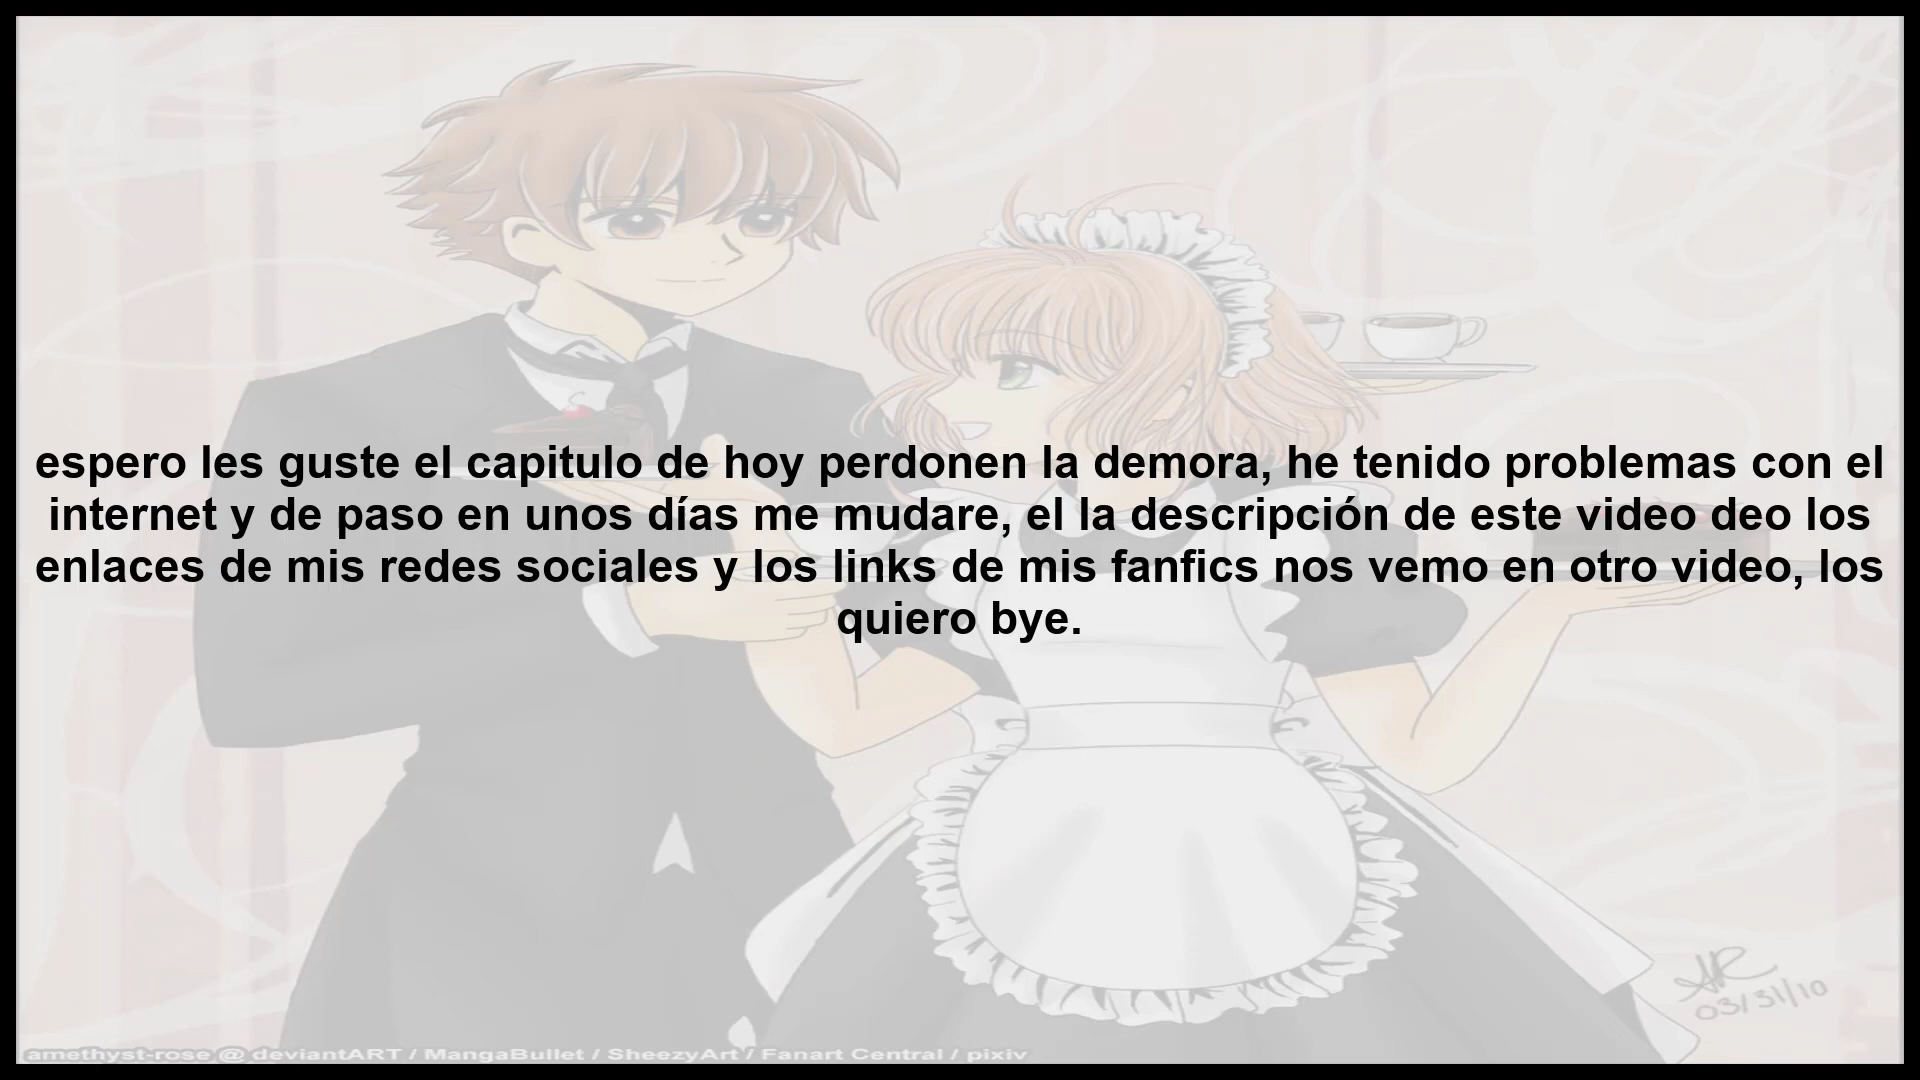 espero les guste el capitulo de hoy perdonen la demora, he tenido problemas con el
internet y de paso en unos días me mudare, el la descripción de este video deo los
enlaces de mis redes sociales y los links de mis fanfics nos vemo en otro video, los
quiero bye.
AR
03/31/10
amethyst-rose @ deviantART / MangaBullet / SheezyArt / Fanart Central / pixiv